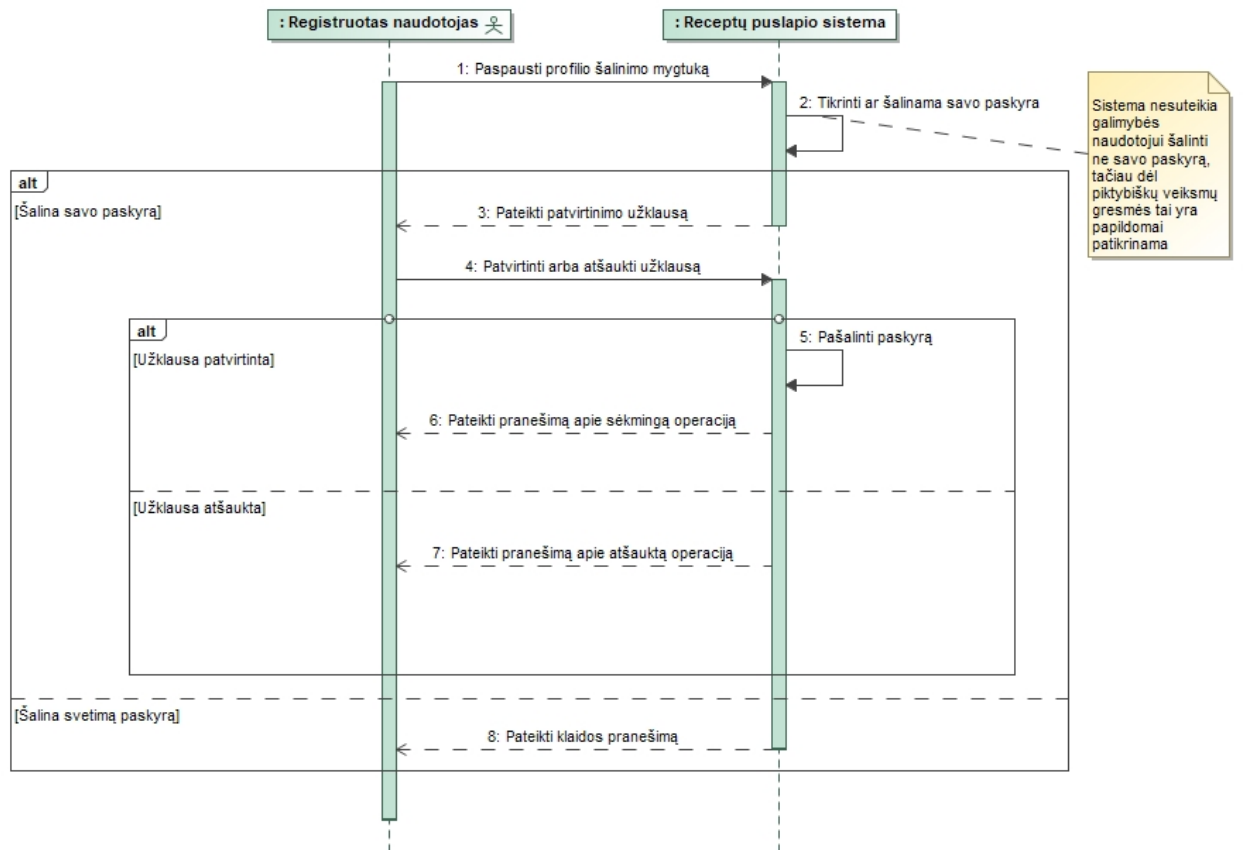 : Registruotas naudotojas
: Receptų puslapio sistema
1: Paspausti profilio šalinimo mygtuką
2: Tikrinti ar šalinama savo paskyra
Sistema nesuteikia
galimybės
naudotojui šalinti
ne savo paskyrą,
tačiau dėl
piktybiškų veiksmų
gresmės tai yra
papildomai
patikrinama
alt
[Šalina savo paskyrą]
3: Pateikti patvirtinimo užklausą
4: Patvirtinti arba atšaukti užklausą
alt
[Užklausa patvirtinta]
5: Pašalinti paskyrą
6: Pateikti pranešimą apie sėkmingą operaciją
[Užklausa atšaukta]
7: Pateikti pranešimą apie atšauktą operaciją
[Šalina svetimą paskyrą]
8: Pateikti klaidos pranešimą